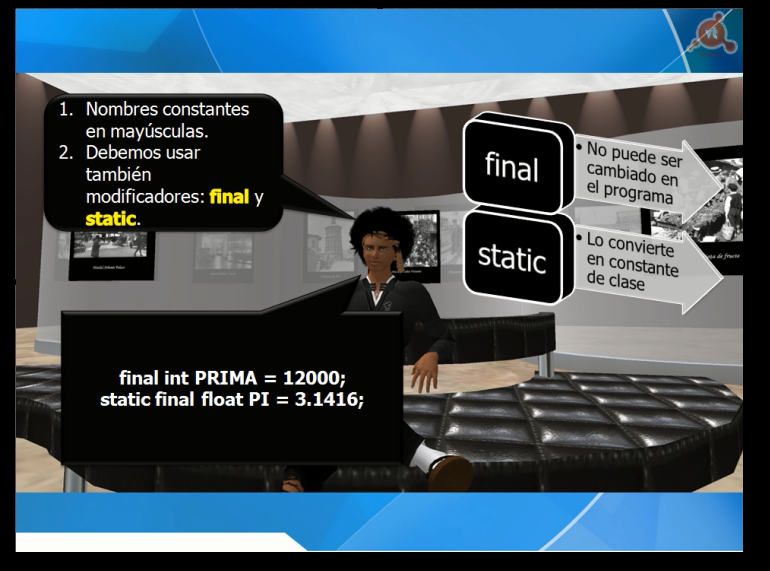 1. Nombres constantes
en mayúsculas.
2. Debemos usar
también
modificadores: final y
static.
final
• No puede ser
cambiado en
el programa
static
• Lo convierte
en constante
de clase
final int PRIMA = 12000;
static final float PI = 3.1416;